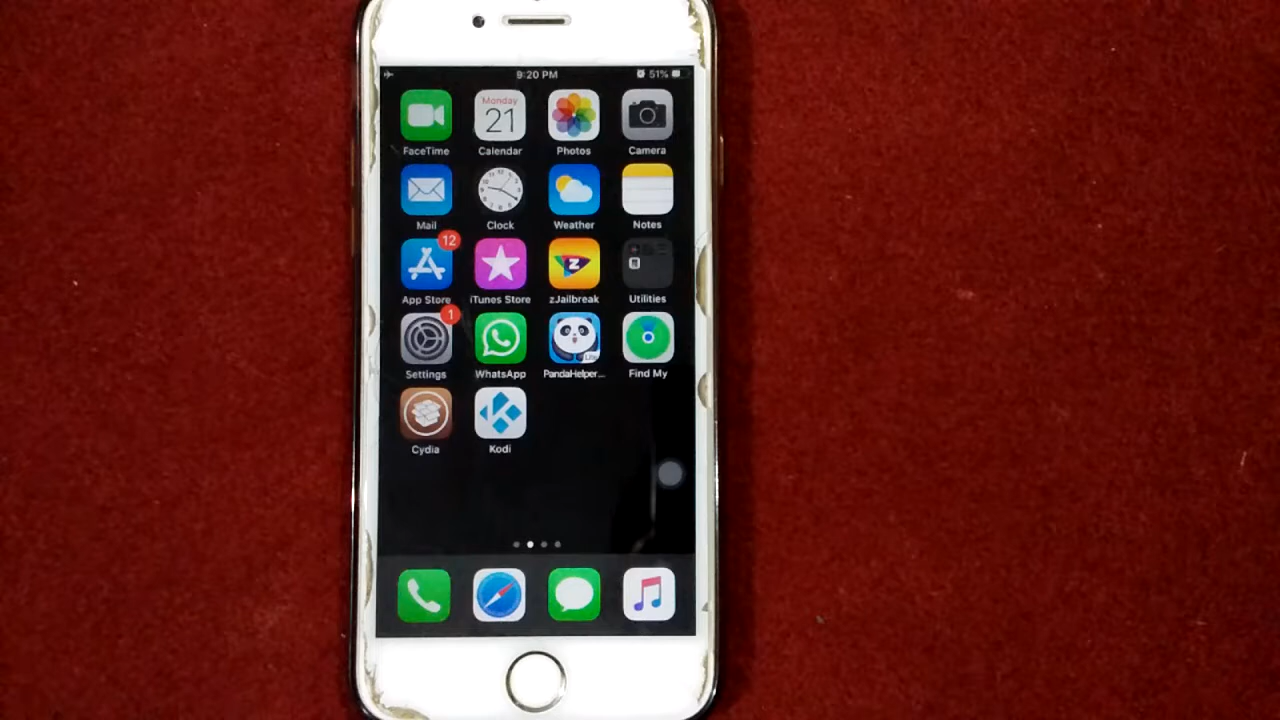 9:20 PM
51%
Monday
21
FaceTime Calendar Photos Camera
Mail Clock Weather Notes
12
Z
App Store iTunes Store zJailbreak Utilities
1
Lite
Settings WhatsApp PandaHelper... Find My
Cydia Kodi